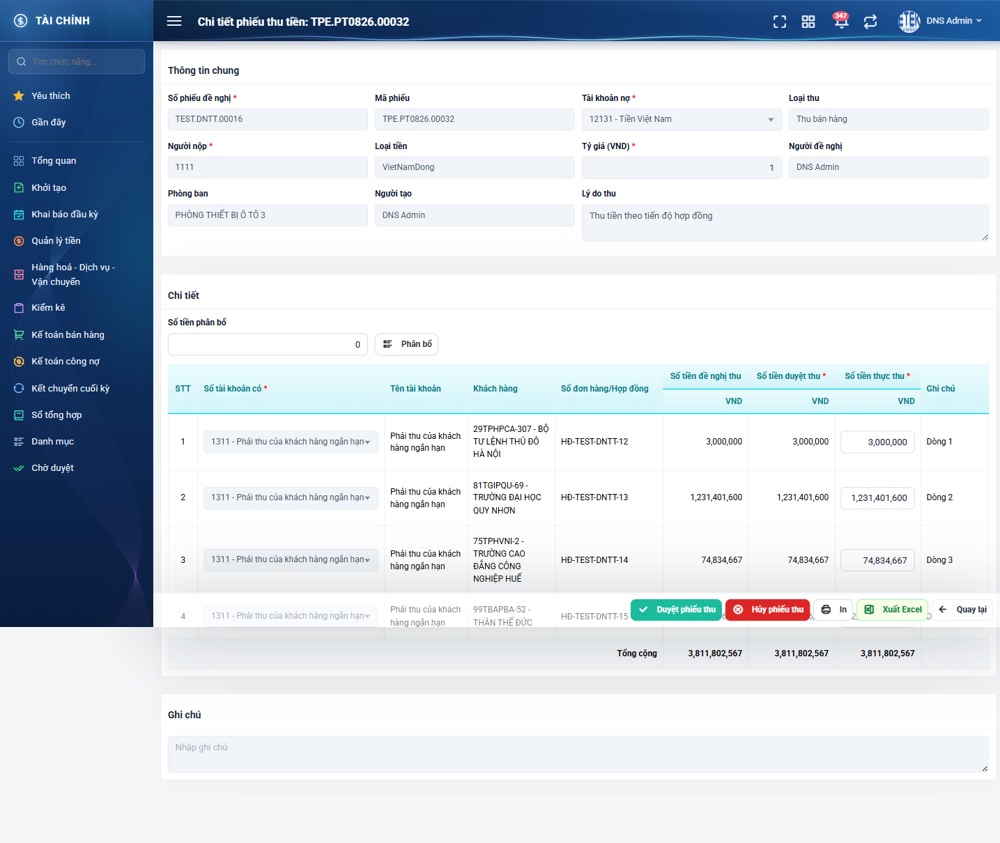 TÀI CHÍNH
Chi tiết phiếu thu tiền: TPE.PT0826.00032
347
DNS Admin
Tìm chức năng...
Yêu thích
Gần đây
Tổng quan
Khởi tạo
Khai báo đầu kỳ
Quản lý tiền
Hàng hoá - Dịch vụ -
Vận chuyển
Kiểm kê
Kế toán bán hàng
Kế toán công nợ
Kết chuyển cuối kỳ
Sổ tổng hợp
Danh mục
Chờ duyệt
Thông tin chung
Số phiếu đề nghị * Mã phiếu Tài khoản nợ * Loại thu
TEST.DNTT.00016 TPE.PT0826.00032 12131 - Tiền Việt Nam Thu bán hàng
Người nộp * Loại tiền Tỷ giá (VND) * Người đề nghị
1111 VietNamDong 1 DNS Admin
Phòng ban Người tạo Lý do thu
PHÒNG THIẾT BỊ Ô TÔ 3 DNS Admin Thu tiền theo tiến độ hợp đồng
Chi tiết
Số tiền phân bổ
0 Phân bổ
STT Số tài khoản có * Tên tài khoản Khách hàng Số đơn hàng/Hợp đồng Số tiền đề nghị thu Số tiền duyệt thu * Số tiền thực thu * Ghi chú
VND VND VND
1 1311 - Phải thu của khách hàng ngắn hạn Phải thu của khách hàng ngắn hạn 29TPHPCA-307 - BỘ TƯ LỆNH THỦ ĐÔ HÀ NỘI HĐ-TEST-DNTT-12 3,000,000 3,000,000 3,000,000 Dòng 1
2 1311 - Phải thu của khách hàng ngắn hạn Phải thu của khách hàng ngắn hạn 81TGIPQU-69 - TRƯỜNG ĐẠI HỌC QUY NHƠN HĐ-TEST-DNTT-13 1,231,401,600 1,231,401,600 1,231,401,600 Dòng 2
3 1311 - Phải thu của khách hàng ngắn hạn Phải thu của khách hàng ngắn hạn 75TPHVNI-2 - TRƯỜNG CAO ĐẲNG CÔNG NGHIỆP HUẾ HĐ-TEST-DNTT-14 74,834,667 74,834,667 74,834,667 Dòng 3
4 1311 - Phải thu của khách hàng ngắn hạn Phải thu của khách hàng ngắn hạn 99TBAPBA-52 - THÂN THẾ ĐỨC HĐ-TEST-DNTT-15
Duyệt phiếu thu Hủy phiếu thu In Xuất Excel Quay lại
Tổng cộng 3,811,802,567 3,811,802,567 3,811,802,567
Ghi chú
Nhập ghi chú